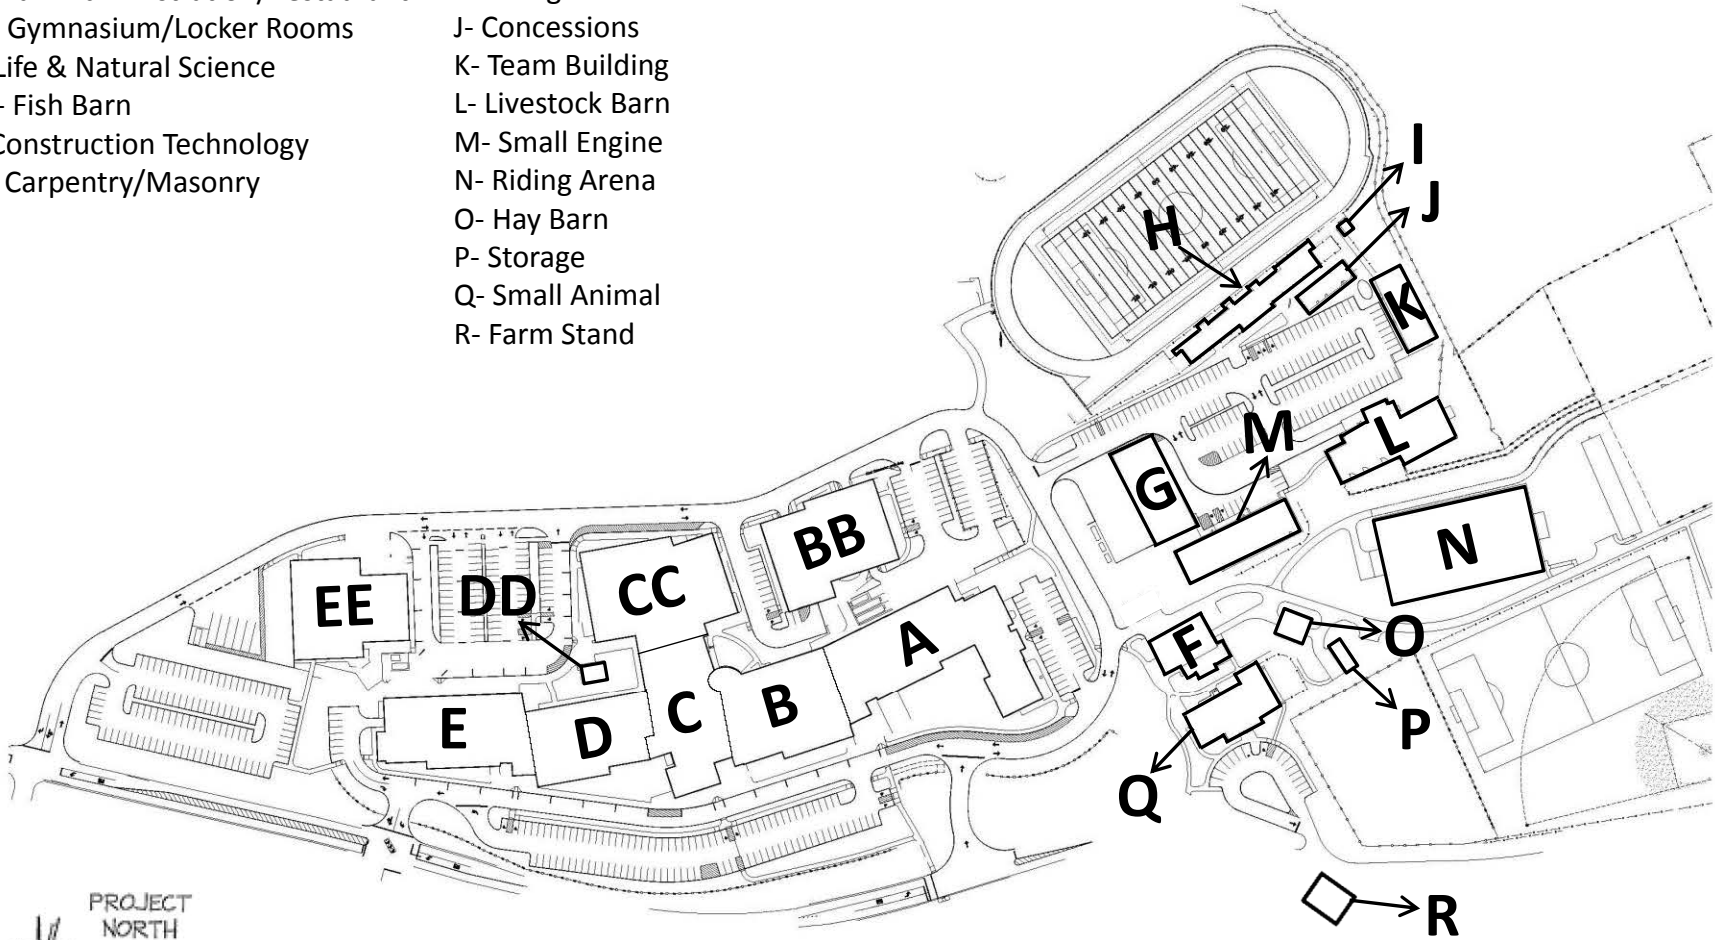 Gymnasium/Locker Rooms
Life & Natural Science
- Fish Barn
Construction Technology
Carpentry/Masonry
J- Concessions
K- Team Building
L- Livestock Barn
M- Small Engine
N- Riding Arena
O- Hay Barn
P- Storage
Q- Small Animal
R- Farm Stand
I
J
H
K
M
L
G
BB
N
EE
DD
CC
A
F
O
C
B
E
D
P
Q
R
PROJECT
NORTH